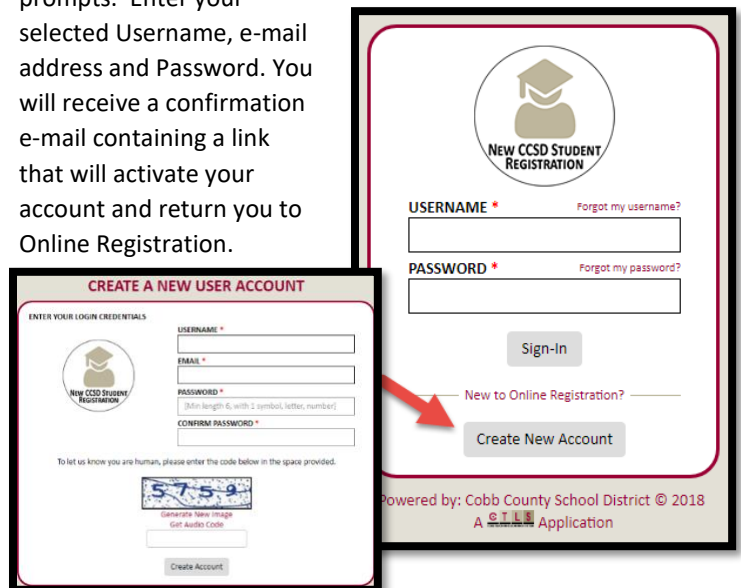 prompts. Enter your
selected Username, e-mail
address and Password. You
will receive a confirmation
e-mail containing a link
that will activate your
account and return you to
Online Registration.
NEW CCSD STUDENT
REGISTRATION
USERNAME * Forgot my username?
PASSWORD * Forgot my password?
Sign-In
New to Online Registration?
Create New Account
Powered by: Cobb County School District © 2018
A CTLS Application
CREATE A NEW USER ACCOUNT
ENTER YOUR LOGIN CREDENTIALS
NEW CCSD STUDENT
REGISTRATION
USERNAME *
EMAIL *
PASSWORD *
[Min length 6, with 1 symbol, letter, number]
CONFIRM PASSWORD *
To let us know you are human, please enter the code below in the space provided.
5759
Generate New Image
Get Audio Code
Create Account